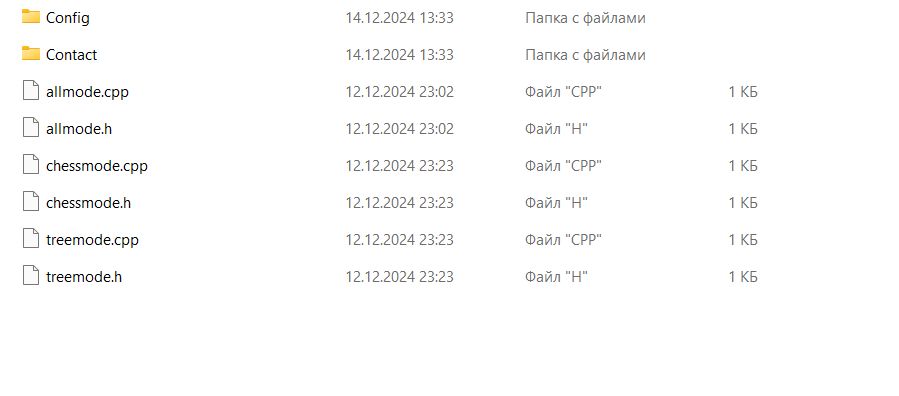 Config 14.12.2024 13:33 Папка с файлами
Contact 14.12.2024 13:33 Папка с файлами
allmode.cpp 12.12.2024 23:02 Файл "CPP" 1 КБ
allmode.h 12.12.2024 23:02 Файл "H" 1 КБ
chessmode.cpp 12.12.2024 23:23 Файл "CPP" 1 КБ
chessmode.h 12.12.2024 23:23 Файл "H" 1 КБ
treemode.cpp 12.12.2024 23:23 Файл "CPP" 1 КБ
treemode.h 12.12.2024 23:23 Файл "H" 1 КБ